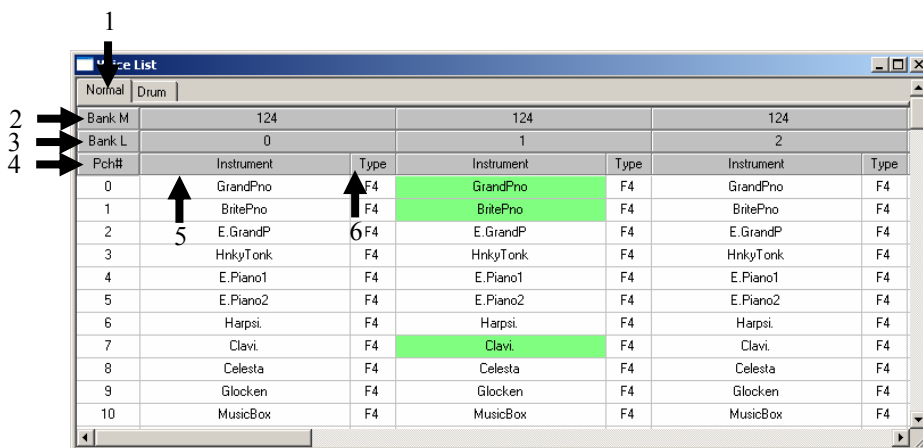 1
Voice List
Normal Drum
2 Bank M 124 124 124
3 Bank L 0 1 2
4 Pch# Instrument Type Instrument Type Instrument Type
0 GrandPno F4 GrandPno F4 GrandPno F4
1 BritePno F4 BritePno F4 BritePno F4
5 6
2 E.GrandP F4 E.GrandP F4 E.GrandP F4
3 HnkyTonk F4 HnkyTonk F4 HnkyTonk F4
4 E.Piano1 F4 E.Piano1 F4 E.Piano1 F4
5 E.Piano2 F4 E.Piano2 F4 E.Piano2 F4
6 Harpsi. F4 Harpsi. F4 Harpsi. F4
7 Clavi. F4 Clavi. F4 Clavi. F4
8 Celesta F4 Celesta F4 Celesta F4
9 Glocken F4 Glocken F4 Glocken F4
10 MusicBox F4 MusicBox F4 MusicBox F4